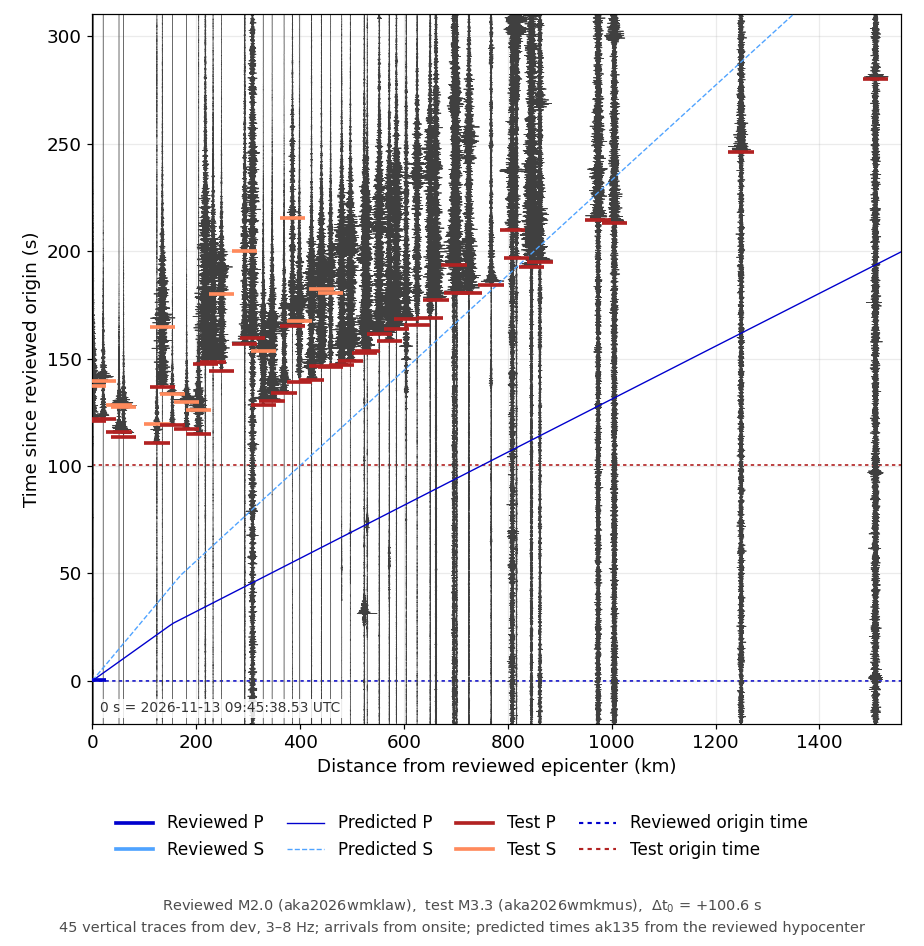 300
250
200
150
100
50
0
Time since reviewed origin (s)
0 s = 2026-11-13 09:45:38.53 UTC
0 200 400 600 800 1000 1200 1400
Distance from reviewed epicenter (km)
Reviewed P Predicted P Test P Reviewed origin time
Reviewed S Predicted S Test S Test origin time
Reviewed M2.0 (aka2026wmklaw), test M3.3 (aka2026wmkmus), Δt₀ = +100.6 s
45 vertical traces from dev, 3–8 Hz; arrivals from onsite; predicted times ak135 from the reviewed hypocenter